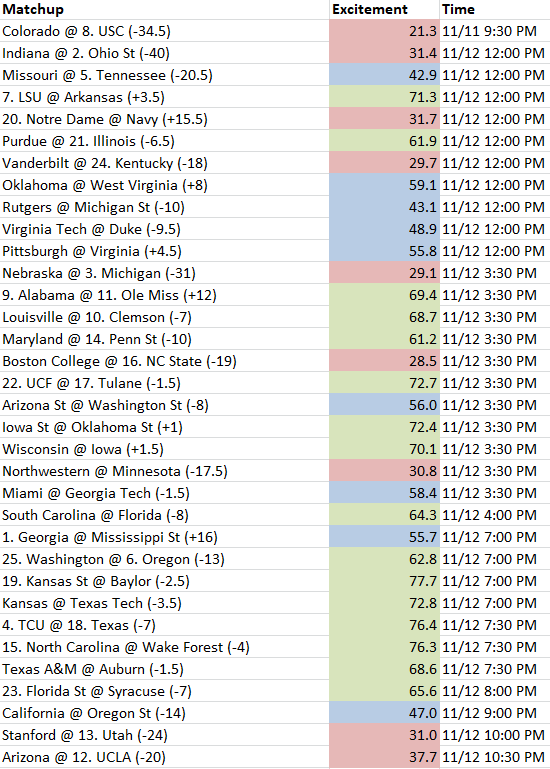 Matchup Excitement Time
Colorado @ 8. USC (-34.5) 21.3 11/11 9:30 PM
Indiana @ 2. Ohio St (-40) 31.4 11/12 12:00 PM
Missouri @ 5. Tennessee (-20.5) 42.9 11/12 12:00 PM
7. LSU @ Arkansas (+3.5) 71.3 11/12 12:00 PM
20. Notre Dame @ Navy (+15.5) 31.7 11/12 12:00 PM
Purdue @ 21. Illinois (-6.5) 61.9 11/12 12:00 PM
Vanderbilt @ 24. Kentucky (-18) 29.7 11/12 12:00 PM
Oklahoma @ West Virginia (+8) 59.1 11/12 12:00 PM
Rutgers @ Michigan St (-10) 43.1 11/12 12:00 PM
Virginia Tech @ Duke (-9.5) 48.9 11/12 12:00 PM
Pittsburgh @ Virginia (+4.5) 55.8 11/12 12:00 PM
Nebraska @ 3. Michigan (-31) 29.1 11/12 3:30 PM
9. Alabama @ 11. Ole Miss (+12) 69.4 11/12 3:30 PM
Louisville @ 10. Clemson (-7) 68.7 11/12 3:30 PM
Maryland @ 14. Penn St (-10) 61.2 11/12 3:30 PM
Boston College @ 16. NC State (-19) 28.5 11/12 3:30 PM
22. UCF @ 17. Tulane (-1.5) 72.7 11/12 3:30 PM
Arizona St @ Washington St (-8) 56.0 11/12 3:30 PM
Iowa St @ Oklahoma St (+1) 72.4 11/12 3:30 PM
Wisconsin @ Iowa (+1.5) 70.1 11/12 3:30 PM
Northwestern @ Minnesota (-17.5) 30.8 11/12 3:30 PM
Miami @ Georgia Tech (-1.5) 58.4 11/12 3:30 PM
South Carolina @ Florida (-8) 64.3 11/12 4:00 PM
1. Georgia @ Mississippi St (+16) 55.7 11/12 7:00 PM
25. Washington @ 6. Oregon (-13) 62.8 11/12 7:00 PM
19. Kansas St @ Baylor (-2.5) 77.7 11/12 7:00 PM
Kansas @ Texas Tech (-3.5) 72.8 11/12 7:00 PM
4. TCU @ 18. Texas (-7) 76.4 11/12 7:30 PM
15. North Carolina @ Wake Forest (-4) 76.3 11/12 7:30 PM
Texas A&M @ Auburn (-1.5) 68.6 11/12 7:30 PM
23. Florida St @ Syracuse (-7) 65.6 11/12 8:00 PM
California @ Oregon St (-14) 47.0 11/12 9:00 PM
Stanford @ 13. Utah (-24) 31.0 11/12 10:00 PM
Arizona @ 12. UCLA (-20) 37.7 11/12 10:30 PM